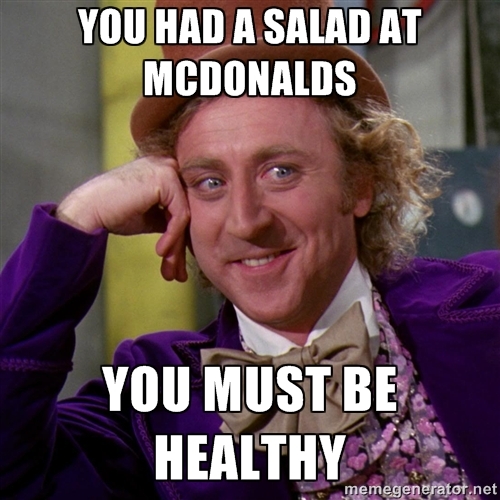 YOU HAD A SALAD AT
MCDONALDS
YOU MUST BE
HEALTHY
memegenerator.net